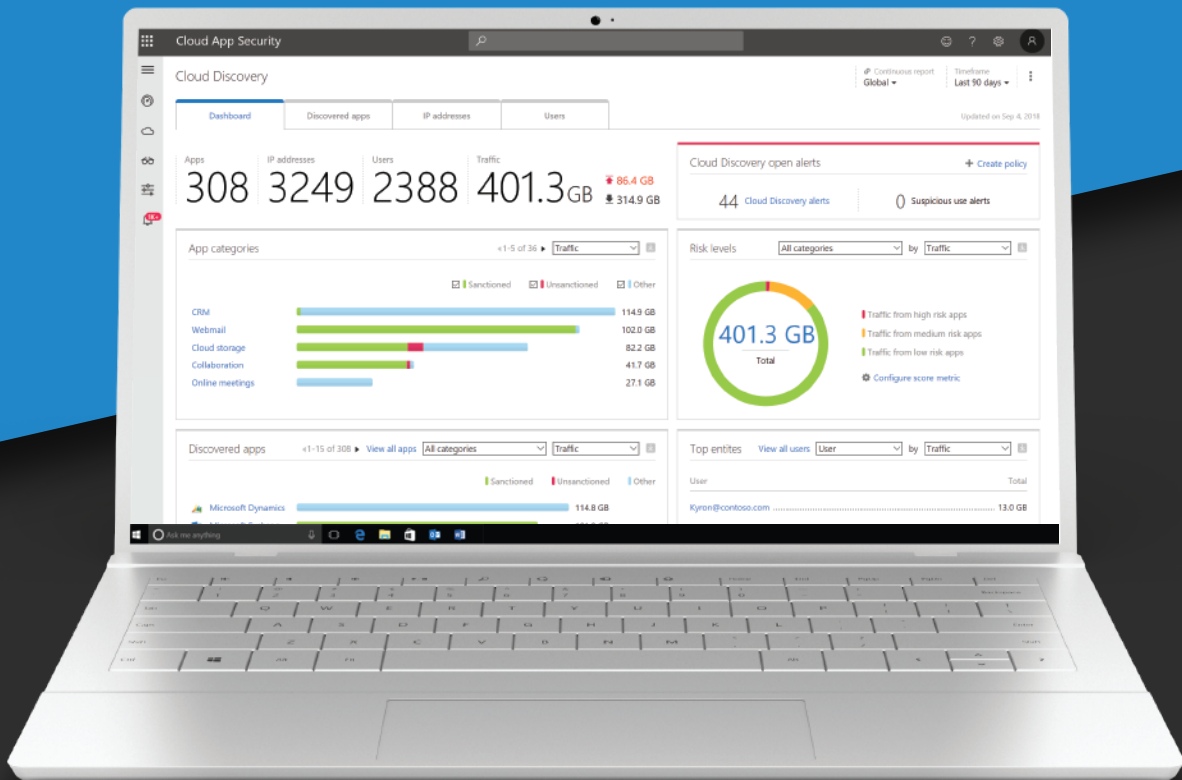 Cloud App Security
Cloud Discovery
Continuous report
Global
Timeframe
Last 90 days
Dashboard
Discovered apps
IP addresses
Users
Updated on Sep 4, 2018
Apps
308
IP addresses
3249
Users
2388
Traffic
401.3 GB
86.4 GB
314.9 GB
Cloud Discovery open alerts
+ Create policy
44 Cloud Discovery alerts
0 Suspicious use alerts
1K+
App categories
1-5 of 36
Traffic
Sanctioned
Unsanctioned
Other
CRM
114.9 GB
Webmail
102.0 GB
Cloud storage
82.2 GB
Collaboration
41.7 GB
Online meetings
27.1 GB
Risk levels
All categories
by
Traffic
401.3 GB
Total
Traffic from high risk apps
Traffic from medium risk apps
Traffic from low risk apps
Configure score metric
Discovered apps
1-15 of 308
View all apps
All categories
Traffic
Sanctioned
Unsanctioned
Other
Microsoft Dynamics
114.8 GB
Top entites
View all users
User
by
Traffic
User
Total
Kyron@contoso.com
13.0 GB
Ask me anything
Q W E R T Y U I O P
A S D F G H J K L
Z X C V B N M